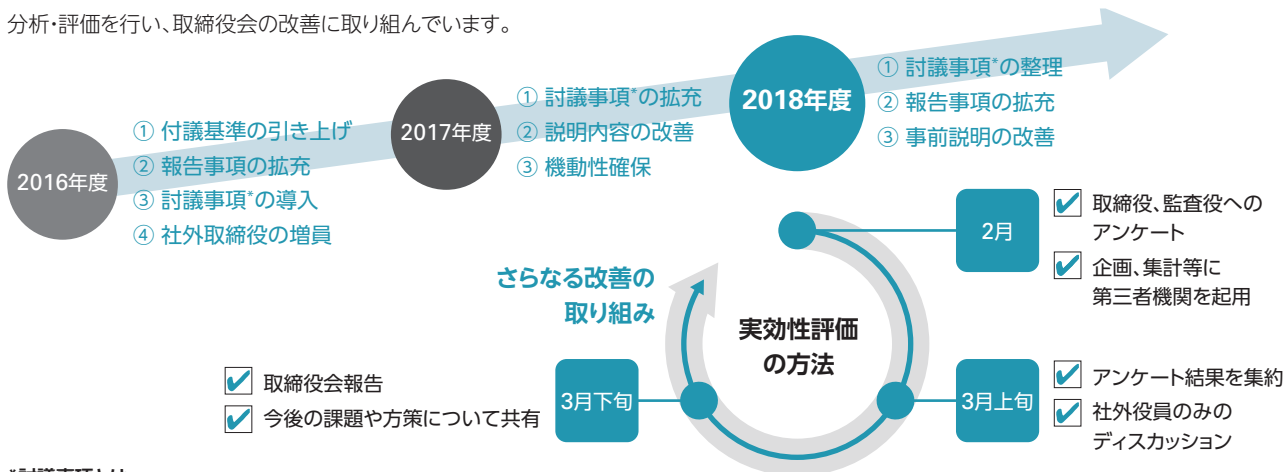 分析・評価を行い、取締役会の改善に取り組んでいます。
2016年度
① 付議基準の引き上げ
② 報告事項の拡充
③ 討議事項*の導入
④ 社外取締役の増員
2017年度
① 討議事項*の拡充
② 説明内容の改善
③ 機動性確保
2018年度
① 討議事項*の整理
② 報告事項の拡充
③ 事前説明の改善
実効性評価
の方法
2月
取締役、監査役への
アンケート
企画、集計等に
第三者機関を起用
3月上旬
アンケート結果を集約
社外役員のみの
ディスカッション
3月下旬
取締役会報告
今後の課題や方策について共有
さらなる改善の
取り組み
*討議事項とは